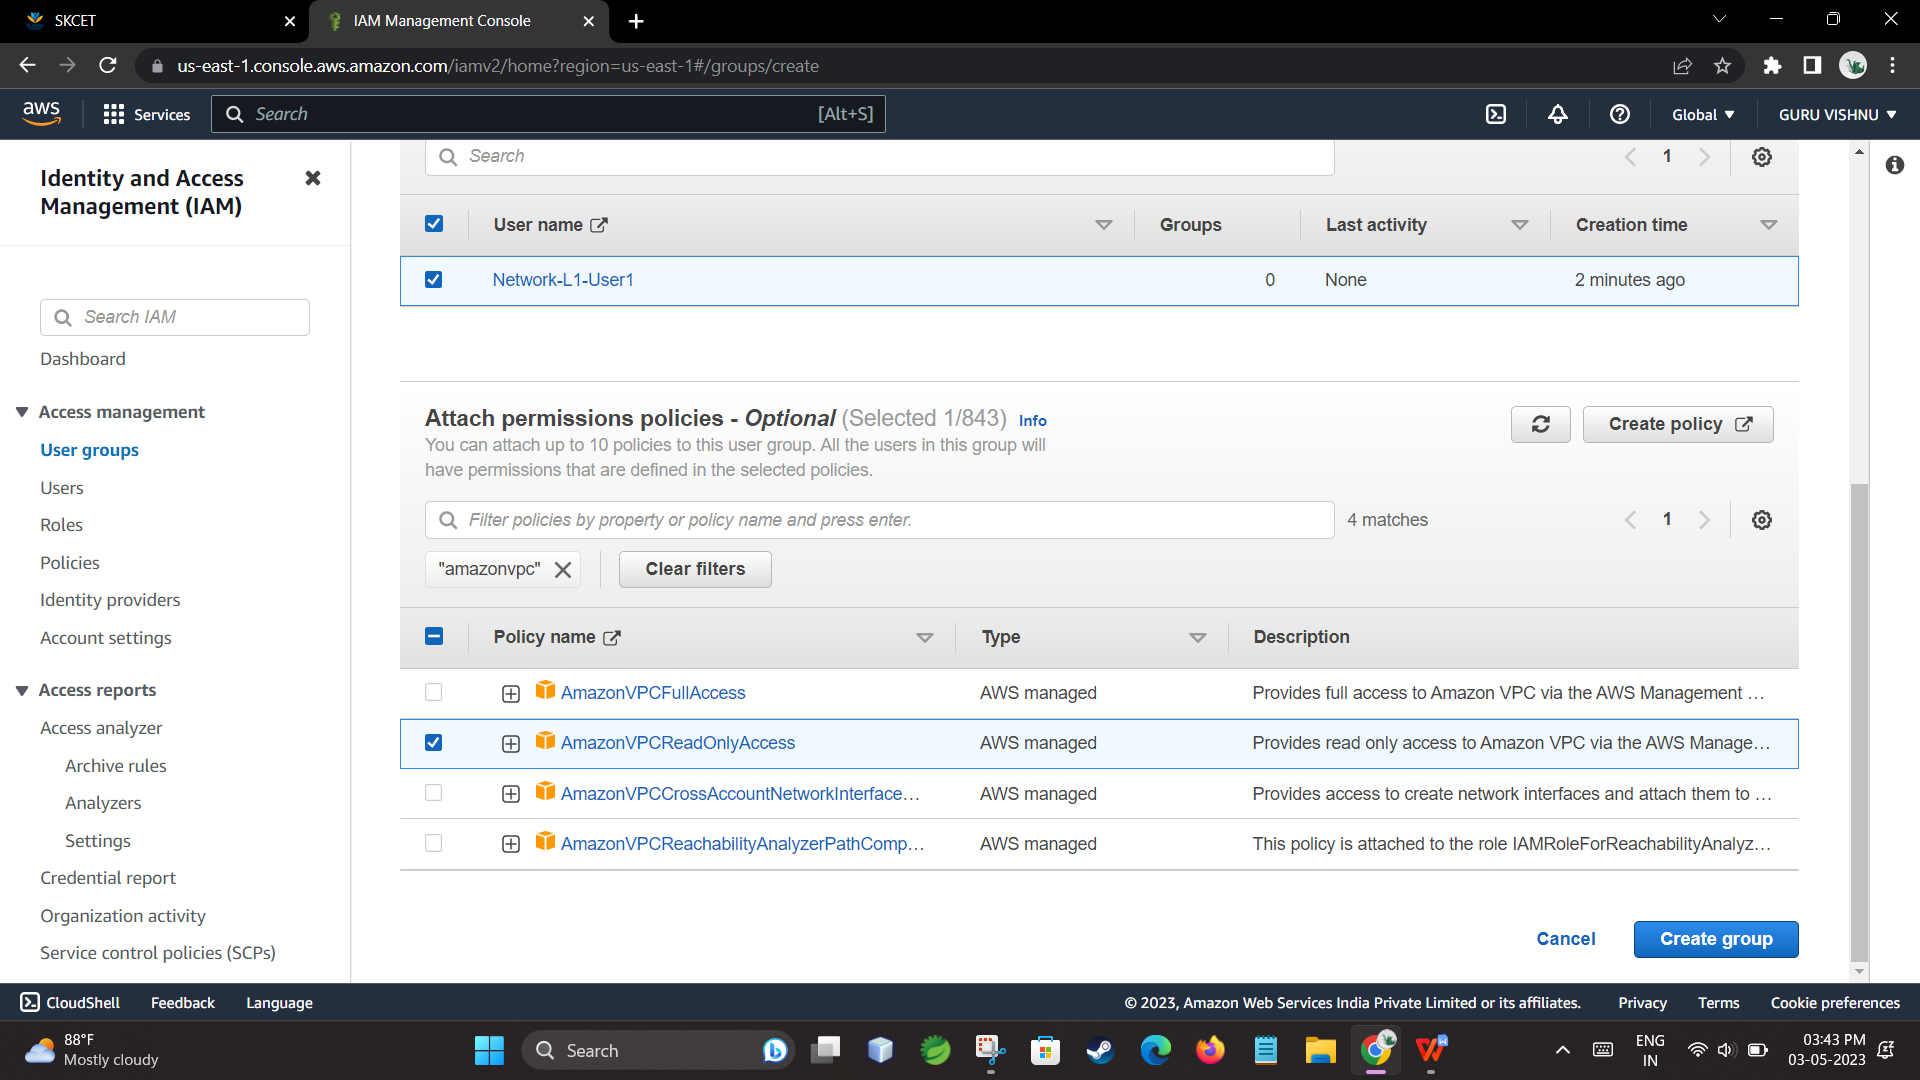 SKCET
IAM Management Console
us-east-1.console.aws.amazon.com/iamv2/home?region=us-east-1#/groups/create
aws
Services
Search
[Alt+S]
Global
GURU VISHNU
Identity and Access
Management (IAM)
Search IAM
Dashboard
Access management
User groups
Users
Roles
Policies
Identity providers
Account settings
Access reports
Access analyzer
Archive rules
Analyzers
Settings
Credential report
Organization activity
Service control policies (SCPs)
Search
1
User name
Groups
Last activity
Creation time
Network-L1-User1
0
None
2 minutes ago
Attach permissions policies - Optional (Selected 1/843) Info
You can attach up to 10 policies to this user group. All the users in this group will
have permissions that are defined in the selected policies.
Create policy
Filter policies by property or policy name and press enter.
4 matches
1
"amazonvpc"
Clear filters
Policy name
Type
Description
AmazonVPCFullAccess
AWS managed
Provides full access to Amazon VPC via the AWS Management ...
AmazonVPCReadOnlyAccess
AWS managed
Provides read only access to Amazon VPC via the AWS Manage...
AmazonVPCCrossAccountNetworkInterface...
AWS managed
Provides access to create network interfaces and attach them to ...
AmazonVPCReachabilityAnalyzerPathComp...
AWS managed
This policy is attached to the role IAMRoleForReachabilityAnalyz...
Cancel
Create group
CloudShell
Feedback
Language
© 2023, Amazon Web Services India Private Limited or its affiliates.
Privacy
Terms
Cookie preferences
88°F
Mostly cloudy
Search
ENG
IN
03:43 PM
03-05-2023